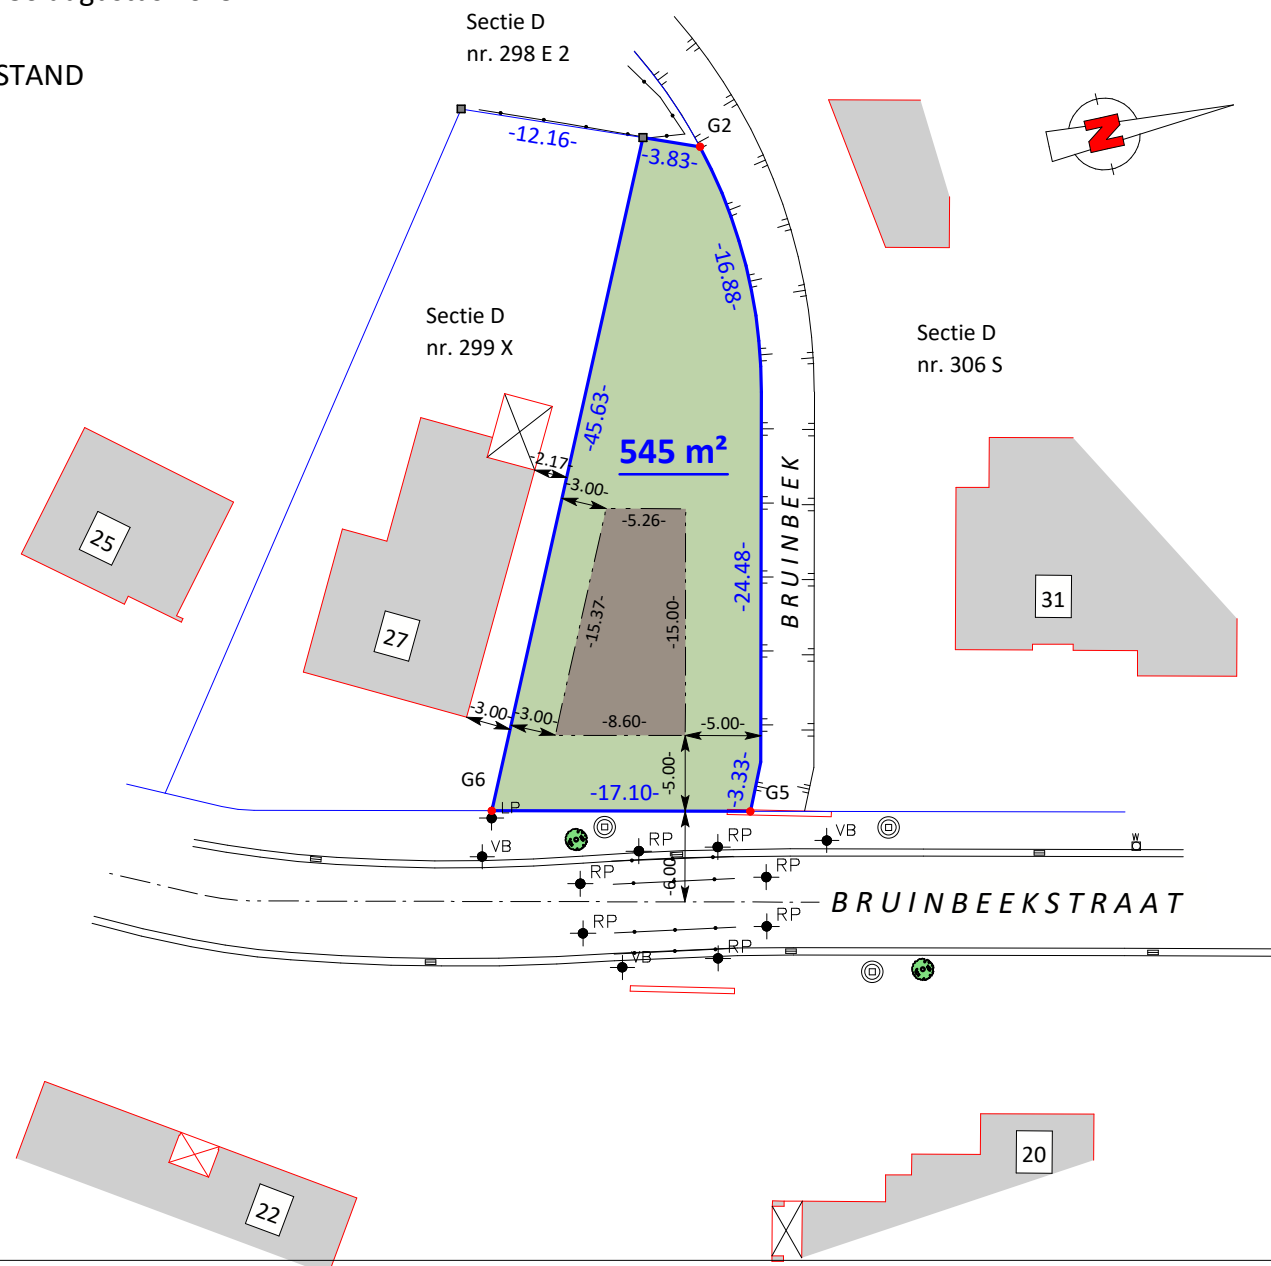 STAND
Sectie D
nr. 298 E 2
G2
N
-12.16-
-3.83-
-16.88-
Sectie D
nr. 299 X
Sectie D
nr. 306 S
-45.63-
545 m²
-2.17-
-3.00-
-5.26-
BRUINBEEK
25
27
31
-15.37-
-15.00-
-24.48-
-3.00-
-3.00-
-8.60-
-5.00-
-5.00-
-3.33-
G6
G5
-17.10-
LP
VB
RP
RP
VB
W
-6.00-
RP
RP
BRUINBEEKSTRAAT
RP
RP
RP
VB
22
20